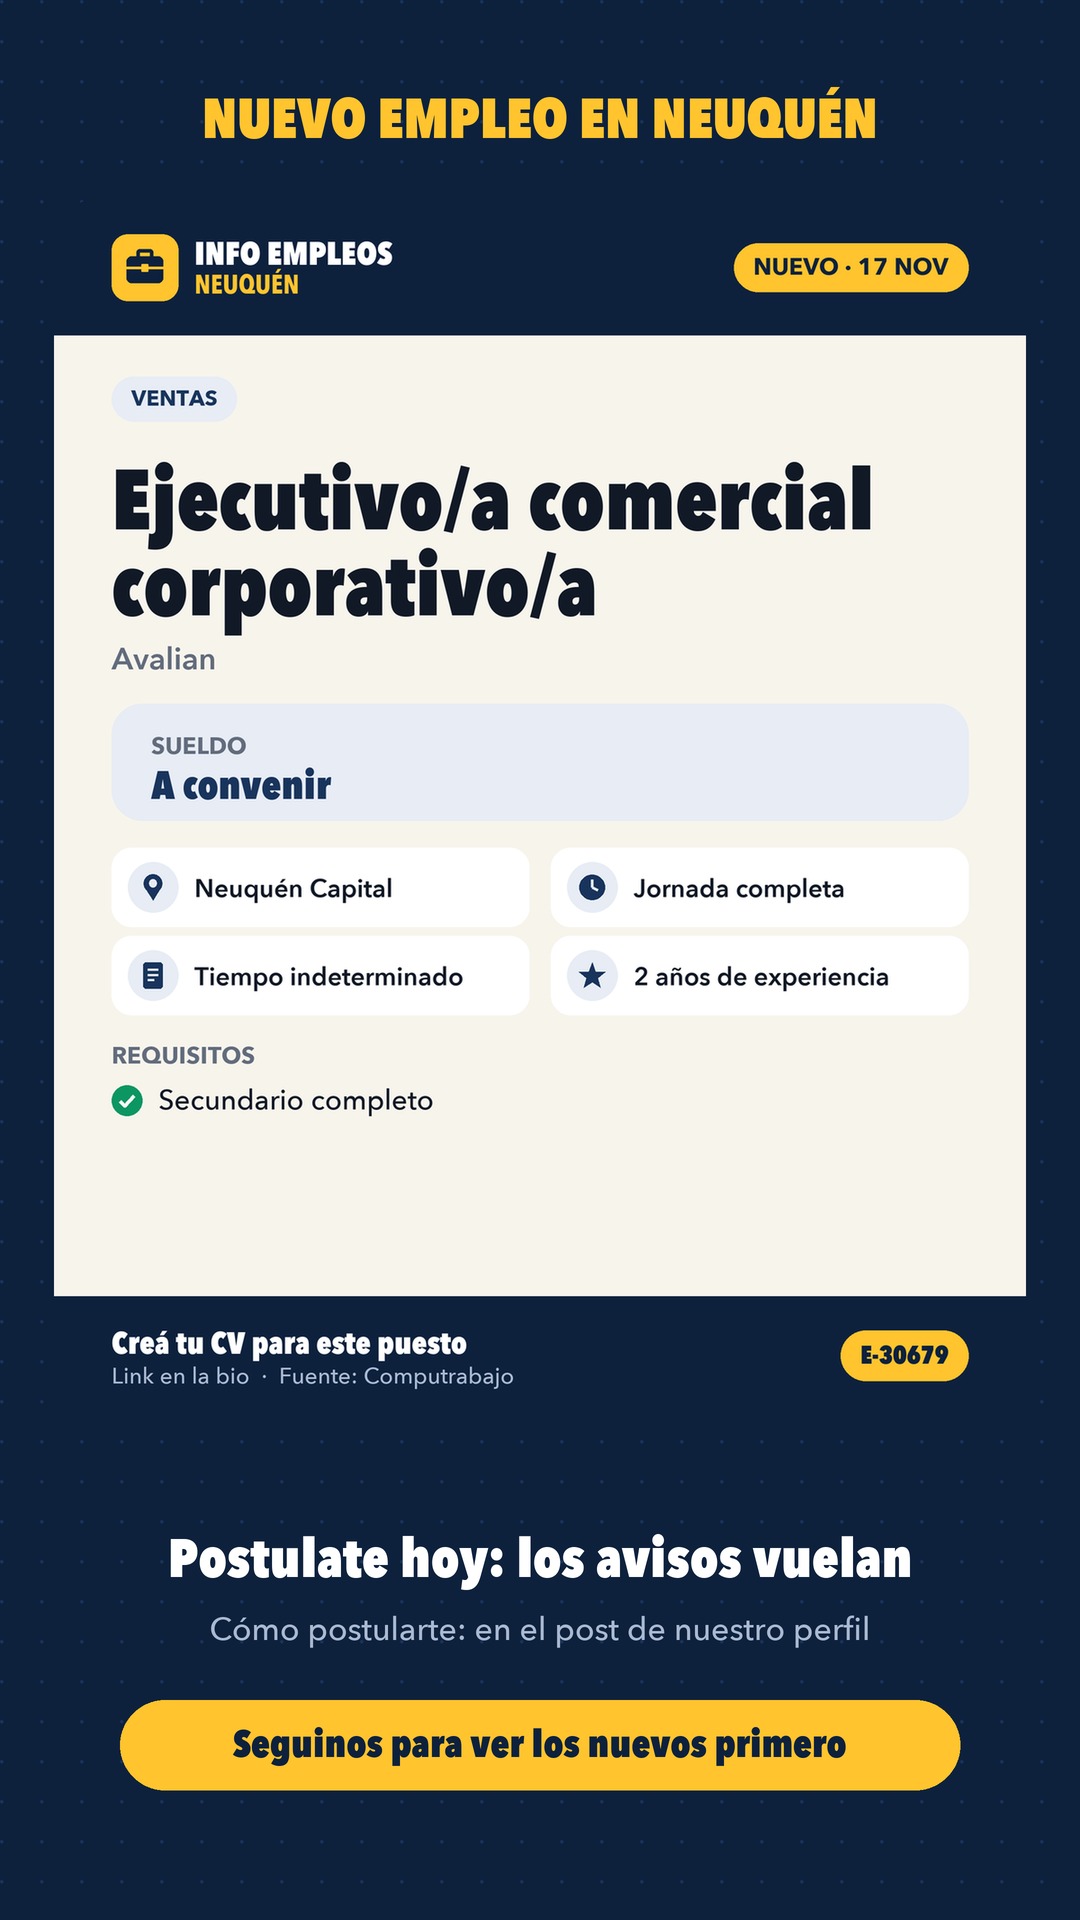 NUEVO EMPLEO EN NEUQUÉN
INFO EMPLEOS
NEUQUÉN
NUEVO · 17 NOV
VENTAS
Ejecutivo/a comercial
corporativo/a
Avalian
SUELDO
A convenir
Neuquén Capital
Jornada completa
Tiempo indeterminado
2 años de experiencia
REQUISITOS
Secundario completo
Creá tu CV para este puesto
Link en la bio · Fuente: Computrabajo
E-30679
Postulate hoy: los avisos vuelan
Cómo postularte: en el post de nuestro perfil
Seguinos para ver los nuevos primero